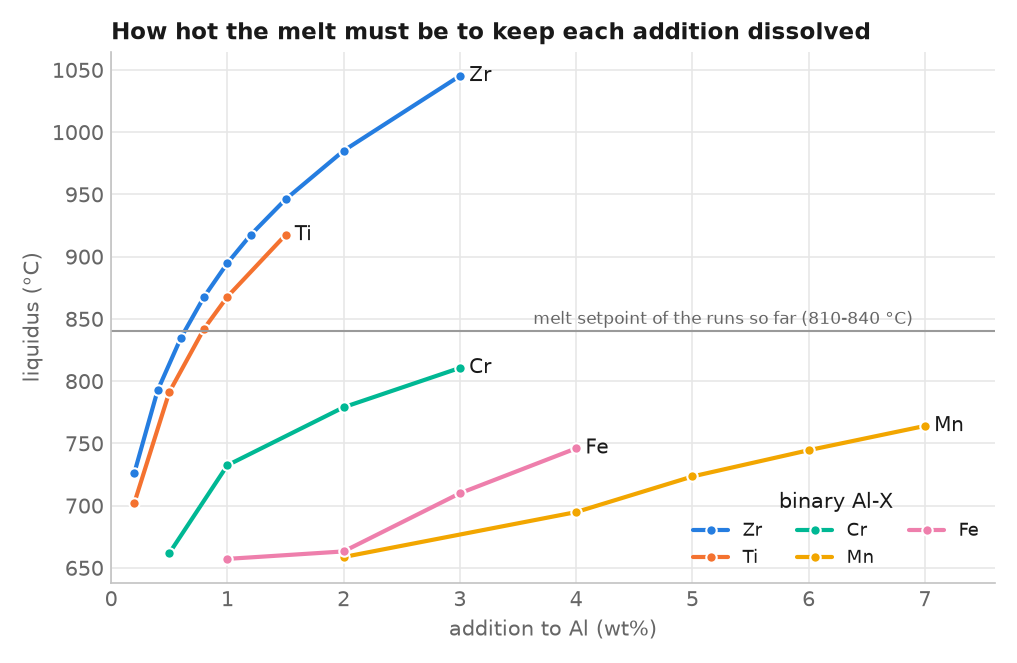 How hot the melt must be to keep each addition dissolved
liquidus (°C)
1050
1000
950
900
850
800
750
700
650
Zr
Ti
melt setpoint of the runs so far (810-840 °C)
Cr
Mn
Fe
binary Al-X
Zr Cr Fe
Ti Mn
0 1 2 3 4 5 6 7
addition to Al (wt%)